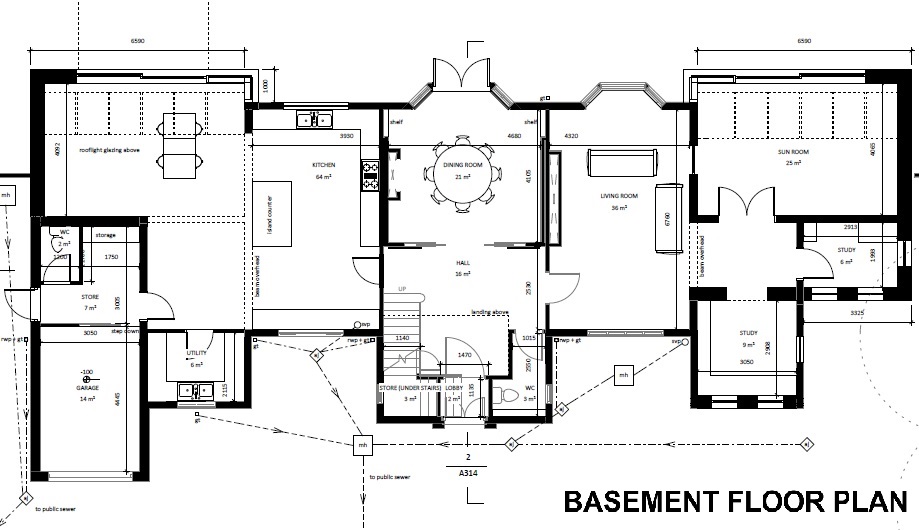 6590
6590
1000
gt
shelf
shelf
3930
4680
4320
4092
rooflight glezing above
KITCHEN
64 m²
DINING ROOM
21 m²
4105
SUN ROOM
25 m²
4065
mh
Island counter
LIVING ROOM
36 m²
6760
WC
2 m²
storage
1200
1750
beam overhead
HALL
16 m²
2530
beam overhead
2913
STUDY
6 m²
1993
STORE
7 m²
3005
UP
landing above
3325
svp
step down
3050
rwp + gt
gt
rwp + gt
1140
1470
1015
rwp + gt
svp
STUDY
9 m²
2908
3050
UTILITY
6 m²
2115
2550
mh
-100
GARAGE
14 m²
4445
STORE (UNDER STAIRS)
3 m²
LOBBY
2 m²
1135
WC
3 m²
gt
mh
2
A314
to public sewer
to public sewer
BASEMENT FLOOR PLAN